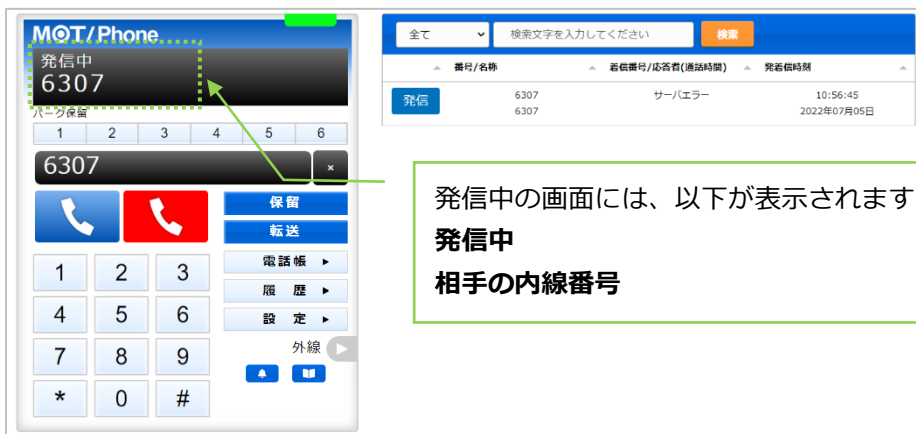 MOT/Phone
発信中
6307
パーク保留
1 2 3 4 5 6
6307 ×
保留
転送
1 2 3
電話帳 ▶
履 歴 ▶
4 5 6
設 定 ▶
7 8 9
外線 ▶
* 0 #
全て 検索文字を入力してください 検索
番号/名称 着信番号/応答者(通話時間) 発着信時刻
発信 6307 サーバエラー 10:56:45
6307 2022年07月05日
発信中の画面には、以下が表示されます
発信中
相手の内線番号